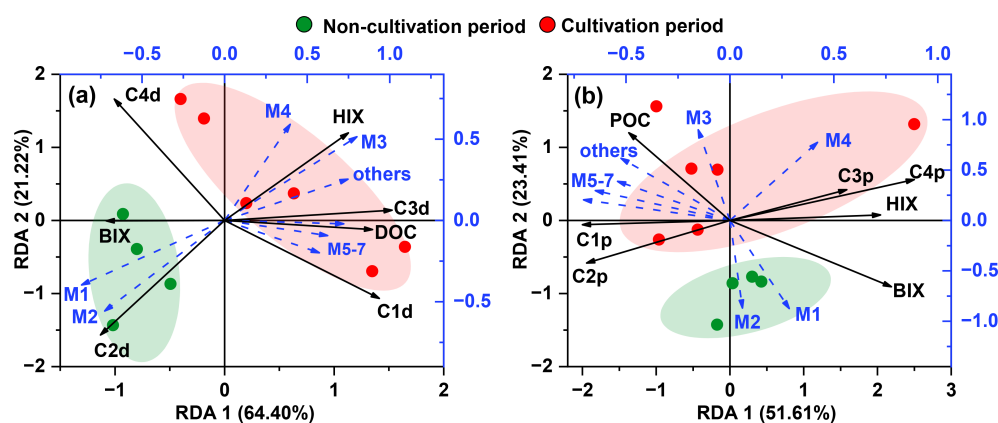 Non-cultivation period Cultivation period
−0.5 0.0 0.5 1.0
(a)
C4d
M4
HIX
M3
others
C3d
DOC
M5-7
C1d
BIX
M1
M2
C2d
2
1
0
−1
−2
RDA 2 (21.22%)
0.5
0.0
−0.5
−1 0 1 2
RDA 1 (64.40%)
−0.5 0.0 0.5 1.0
(b)
POC
M3
M4
others
M5-7
C3p
C4p
HIX
C1p
C2p
BIX
M2
M1
2
1
0
−1
−2
RDA 2 (23.41%)
1.0
0.5
0.0
−0.5
−1.0
−2 −1 0 1 2 3
RDA 1 (51.61%)